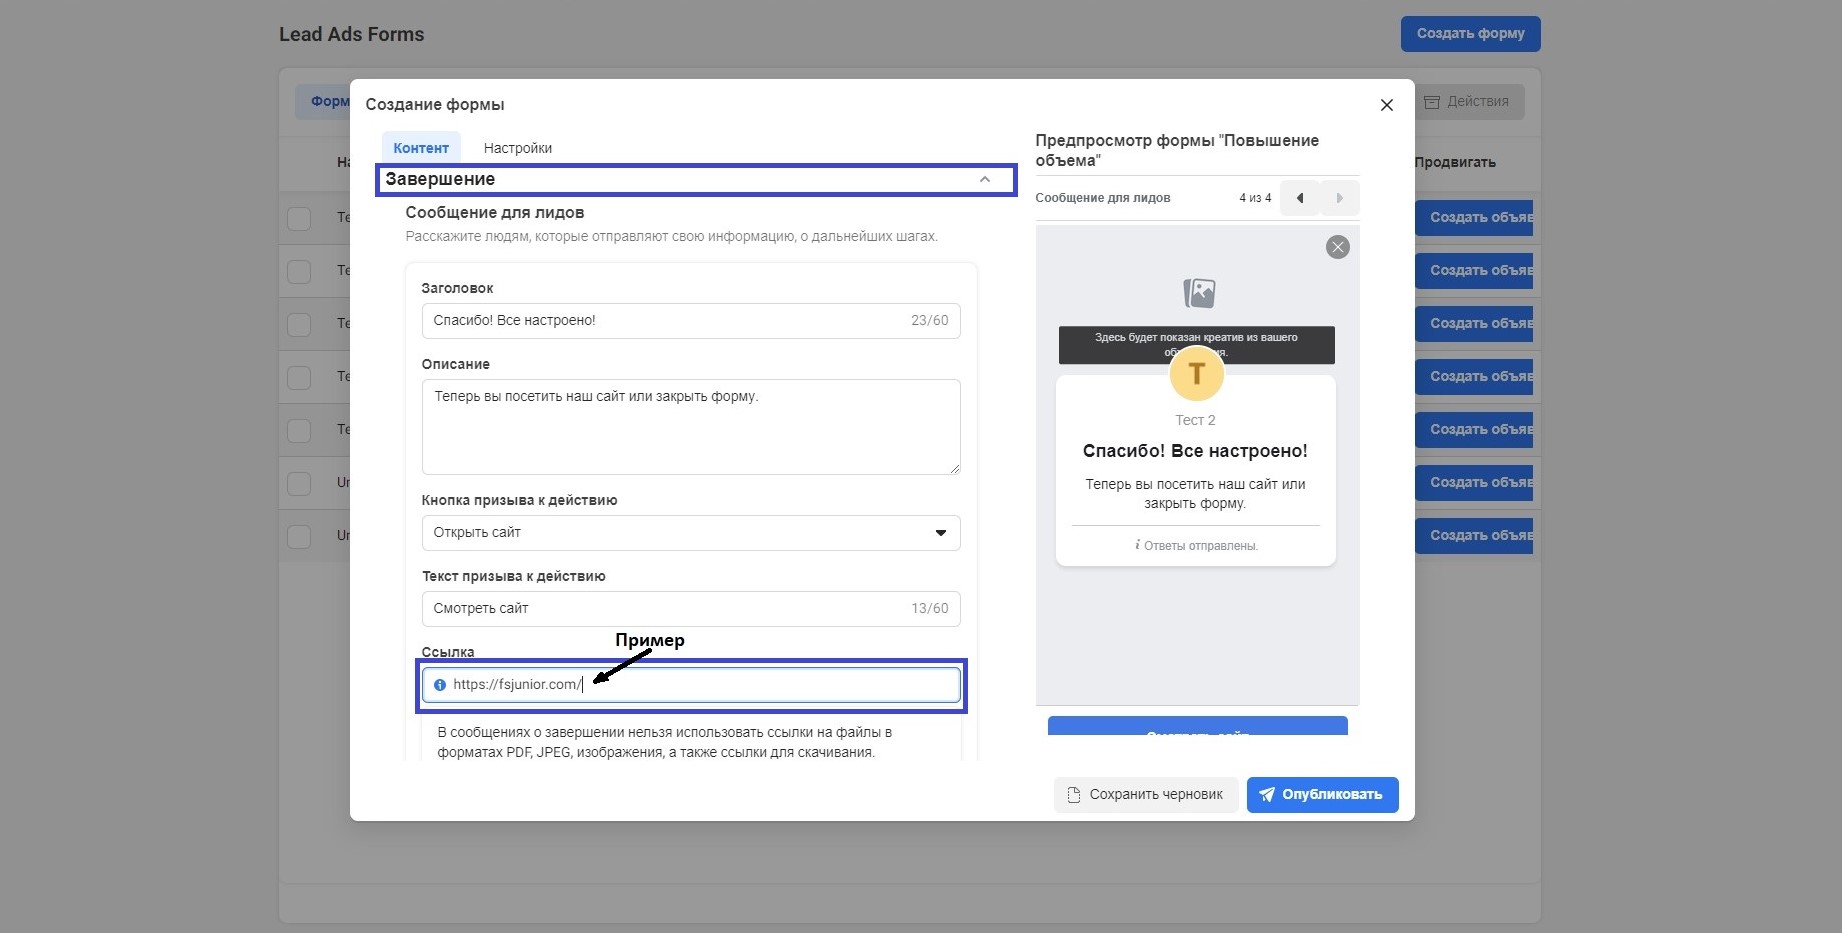 Lead Ads Forms
Создать форму
Форм
Действия
Продвигать
Создать объяв
Создать объяв
Создать объяв
Создать объяв
Создать объяв
Создать объяв
Создать объяв
На
Те
Те
Те
Те
Те
Un
Un
Создание формы
Контент
Настройки
Завершение
Сообщение для лидов
Расскажите людям, которые отправляют свою информацию, о дальнейших шагах.
Заголовок
Спасибо! Все настроено!
23/60
Описание
Теперь вы посетить наш сайт или закрыть форму.
Кнопка призыва к действию
Открыть сайт
Текст призыва к действию
Смотреть сайт
13/60
Пример
Ссылка
https://fsjunior.com/
В сообщениях о завершении нельзя использовать ссылки на файлы в
форматах PDF, JPEG, изображения, а также ссылки для скачивания.
Предпросмотр формы "Повышение
объема"
Сообщение для лидов
4 из 4
Здесь будет показан креатив из вашего
T
Тест 2
Спасибо! Все настроено!
Теперь вы посетить наш сайт или
закрыть форму.
Ответы отправлены.
Смотреть сайт
Сохранить черновик
Опубликовать